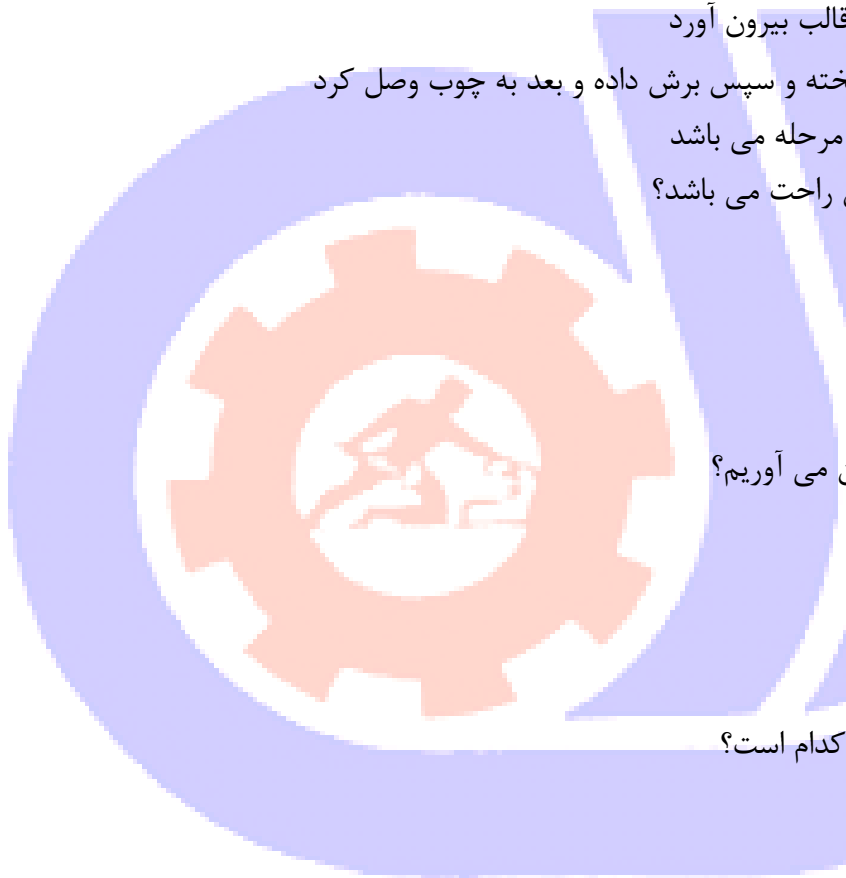 قالب بیرون آورد
خته و سپس برش داده و بعد به چوب وصل کرد
مرحله می باشد
راحت می باشد؟
می آوریم؟
کدام است؟